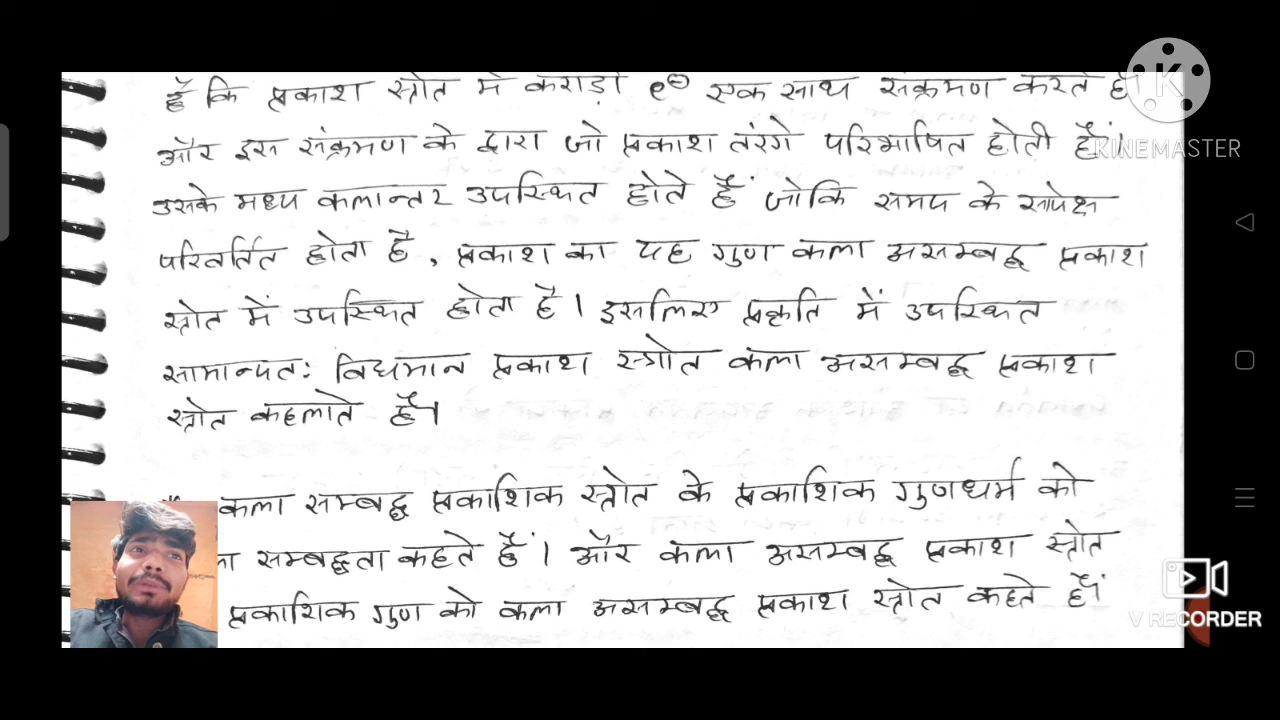 है कि प्रकाश स्त्रोत मे करोड़ो e⊖ एक साथ संक्रमण करते है
और इस संक्रमण के द्वारा जो प्रकाश तंरगे परिभाषित होती हैं।
उसके मध्य कलान्तर उपस्थित होते हैं जोकि समय के सापेक्ष
परिवर्तित होता है, प्रकाश का यह गुण कला असम्बद्ध प्रकाश
स्त्रोत में उपस्थित होता है। इसलिए प्रकृति में उपस्थित
सामान्यतः विद्यमान प्रकाश स्त्रोत कला असम्बद्ध प्रकाश
स्त्रोत कहलाते है।
कला सम्बद्ध प्रकाशिक स्त्रोत के प्रकाशिक गुणधर्म को
सम्बद्धता कहते हैं। और कला असम्बद्ध प्रकाश स्त्रोत
प्रकाशिक गुण को कला असम्बद्ध प्रकाश स्त्रोत कहते हैं।
K
KINEMASTER
V RECORDER